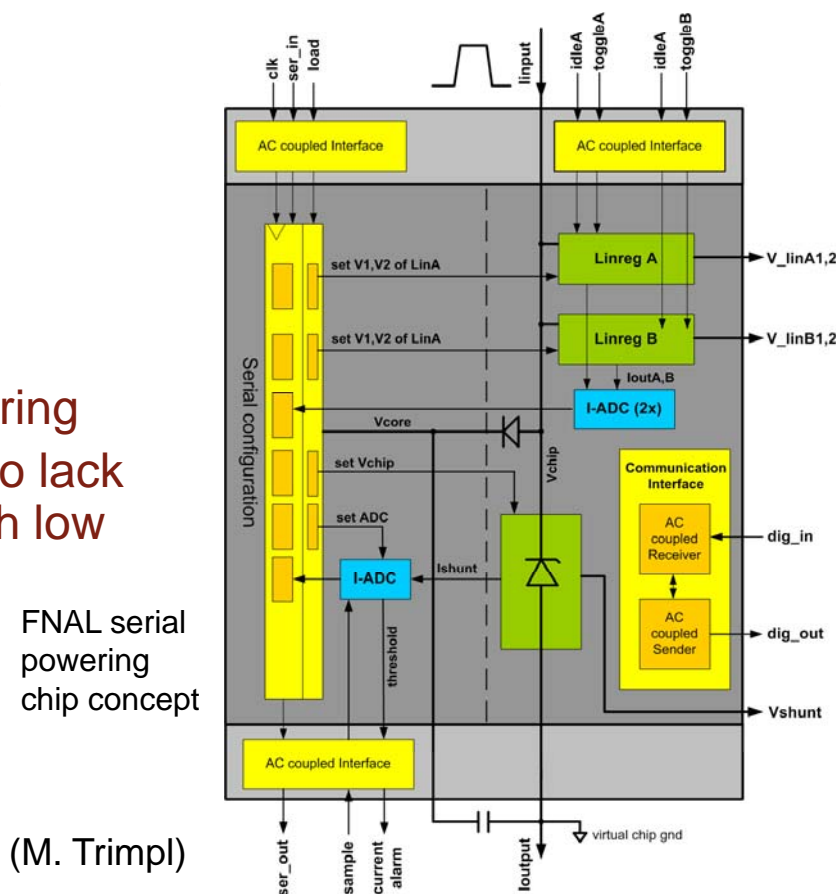 clk
ser_in
load
Iinput
idleA
toggleA
idleA
toggleB
AC coupled Interface
AC coupled Interface
Linreg A
V_linA1,2
set V1,V2 of LinA
Linreg B
V_linB1,2
set V1,V2 of LinA
IoutA,B
I-ADC (2x)
Serial configuration
Vcore
Vchip
set Vchip
set ADC
I-ADC
Ishunt
threshold
Communication
Interface
AC
coupled
Receiver
dig_in
AC
coupled
Sender
dig_out
Vshunt
AC coupled Interface
virtual chip gnd
ser_out
sample
current
alarm
Ioutput
ring
o lack
h low
FNAL serial
powering
chip concept
(M. Trimpl)